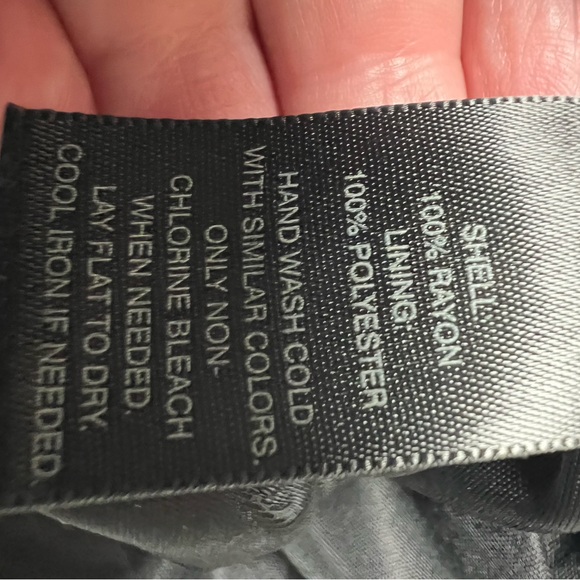 SHELL
100% RAYON
LINING
100% POLYESTER
HAND WASH COLD
WITH SIMILAR COLORS.
ONLY NON-
CHLORINE BLEACH
WHEN NEEDED.
LAY FLAT TO DRY.
COOL IRON IF NEEDED.